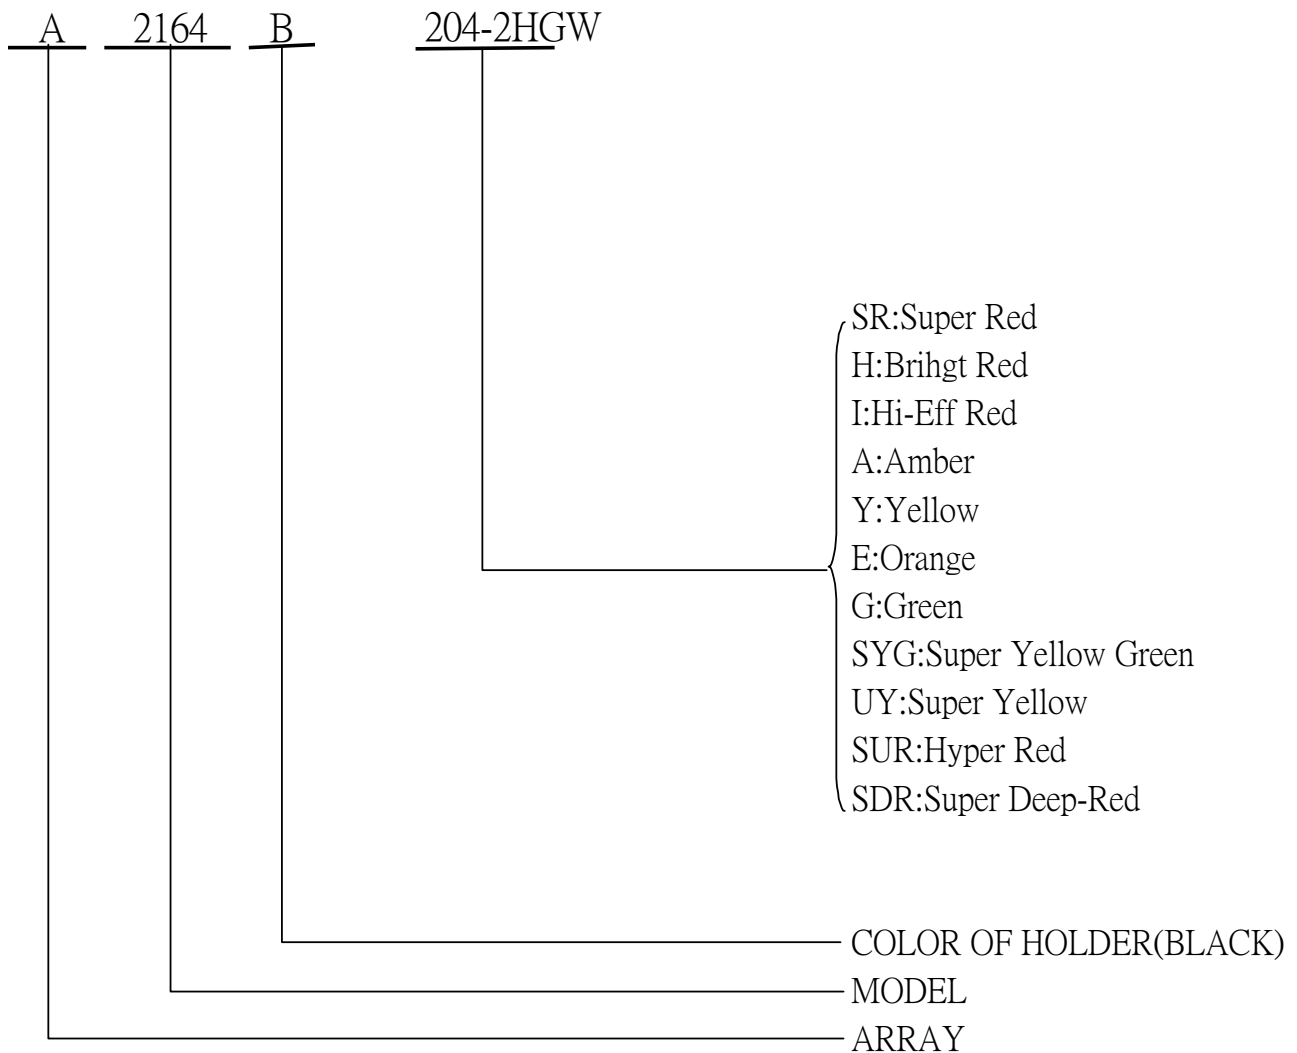 A 2164 B 204-2HGW
SR:Super Red
H:Brihgt Red
I:Hi-Eff Red
A:Amber
Y:Yellow
E:Orange
G:Green
SYG:Super Yellow Green
UY:Super Yellow
SUR:Hyper Red
SDR:Super Deep-Red
COLOR OF HOLDER(BLACK)
MODEL
ARRAY